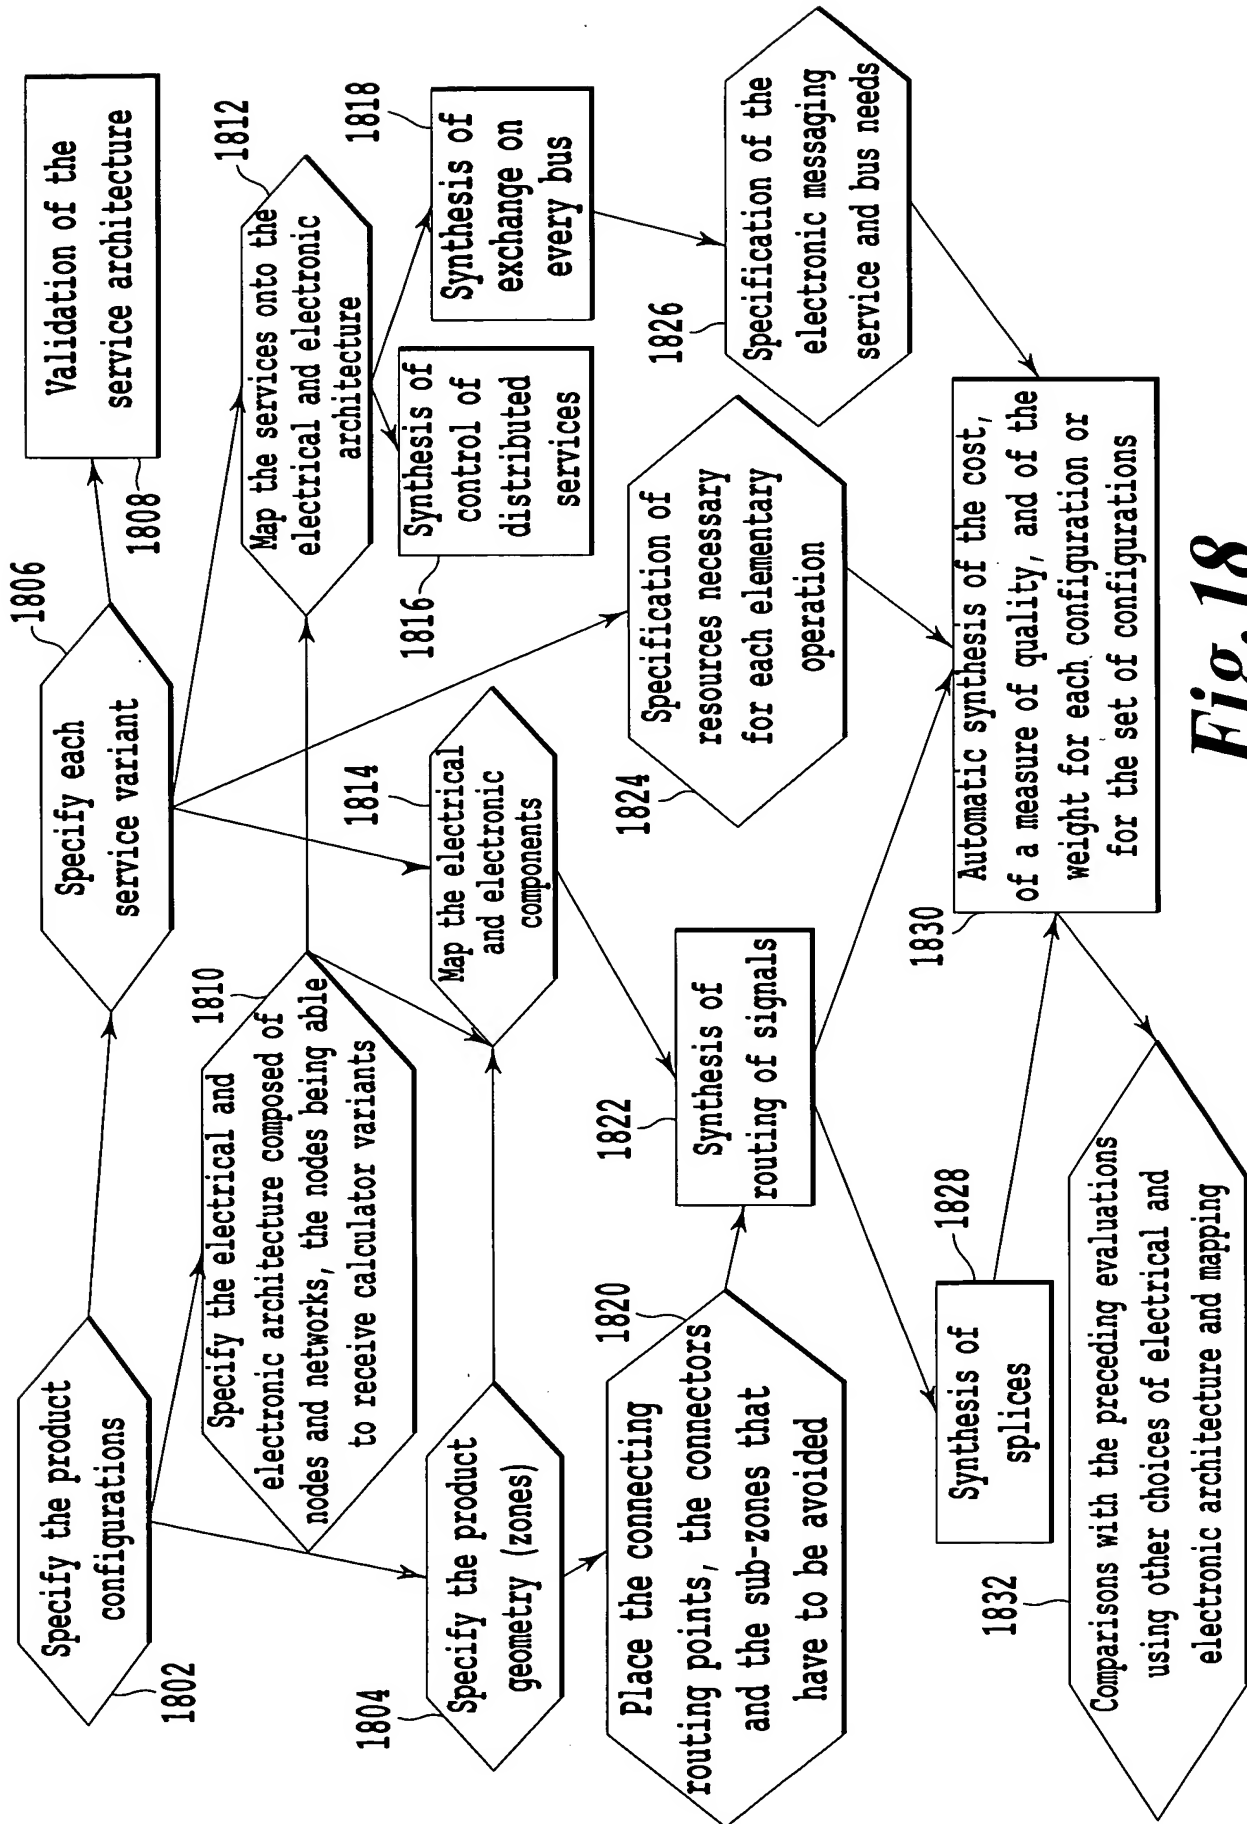 Specify the product
configurations
1802
Specify each
service variant
1806
Validation of the
service architecture
1808
Specify the electrical and
electronic architecture composed of
nodes and networks, the nodes being able
to receive calculator variants
1810
Map the services onto the
electrical and electronic
architecture
1812
Specify the product
geometry (zones)
1804
Map the electrical
and electronic
components
1814
Synthesis of
control of
distributed
services
1816
Synthesis of
exchange on
every bus
1818
Place the connecting
routing points, the connectors
and the sub-zones that
have to be avoided
1820
Synthesis of
routing of signals
1822
Specification of
resources necessary
for each elementary
operation
1824
Specification of the
electronic messaging
service and bus needs
1826
Synthesis of
splices
1828
Automatic synthesis of the cost,
of a measure of quality, and of the
weight for each configuration or
for the set of configurations
1830
Comparisons with the preceding evaluations
using other choices of electrical and
electronic architecture and mapping
1832
Fig. 18